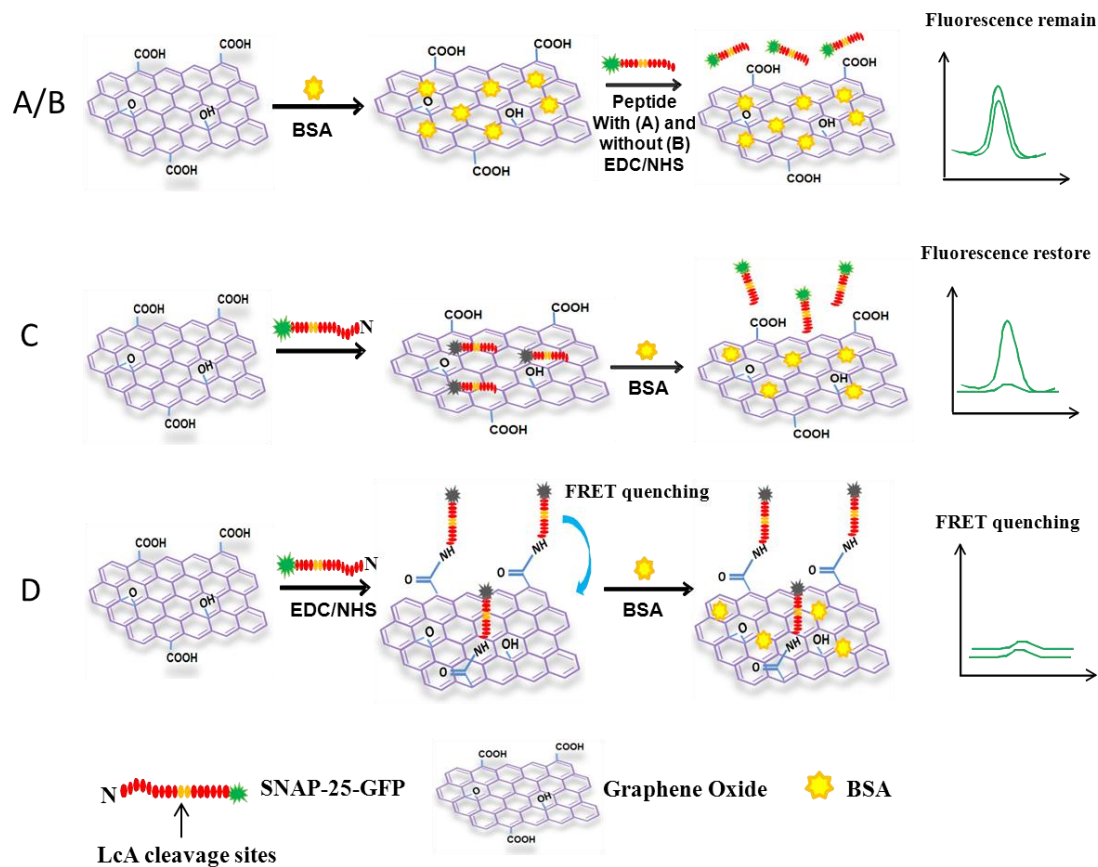 Fluorescence remain
A/B
COOH
COOH
O
OH
COOH
BSA
COOH
COOH
O
OH
COOH
Peptide
With (A) and
without (B)
EDC/NHS
COOH
COOH
O
OH
COOH
Fluorescence restore
C
COOH
COOH
O
OH
COOH
N
COOH
COOH
O
OH
COOH
BSA
COOH
COOH
O
OH
COOH
FRET quenching
FRET quenching
D
COOH
COOH
O
OH
COOH
N
EDC/NHS
NH
O
NH
O
O
NH
OH
O
BSA
NH
O
NH
O
O
NH
OH
O
N
SNAP-25-GFP
LcA cleavage sites
COOH
COOH
O
OH
COOH
Graphene Oxide
BSA